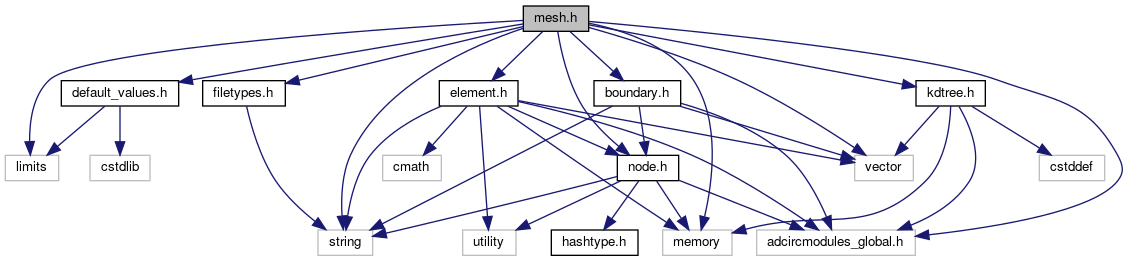 mesh.h
default_values.h
filetypes.h
element.h
boundary.h
kdtree.h
limits
cstdlib
cmath
node.h
vector
cstddef
string
utility
hashtype.h
memory
adcircmodules_global.h